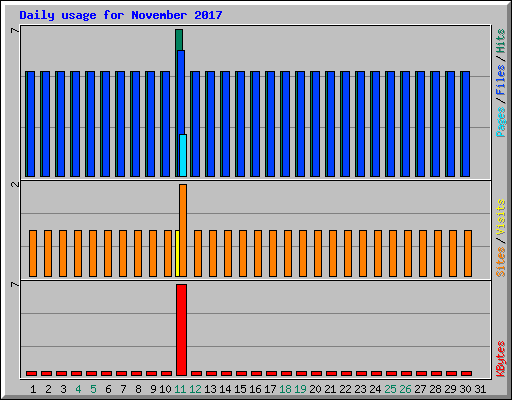 Daily usage for November 2017
7
Pages/Files/Hits
2
Sites/Visits
7
KBytes
1 2 3 4 5 6 7 8 9 10 11 12 13 14 15 16 17 18 19 20 21 22 23 24 25 26 27 28 29 30 31